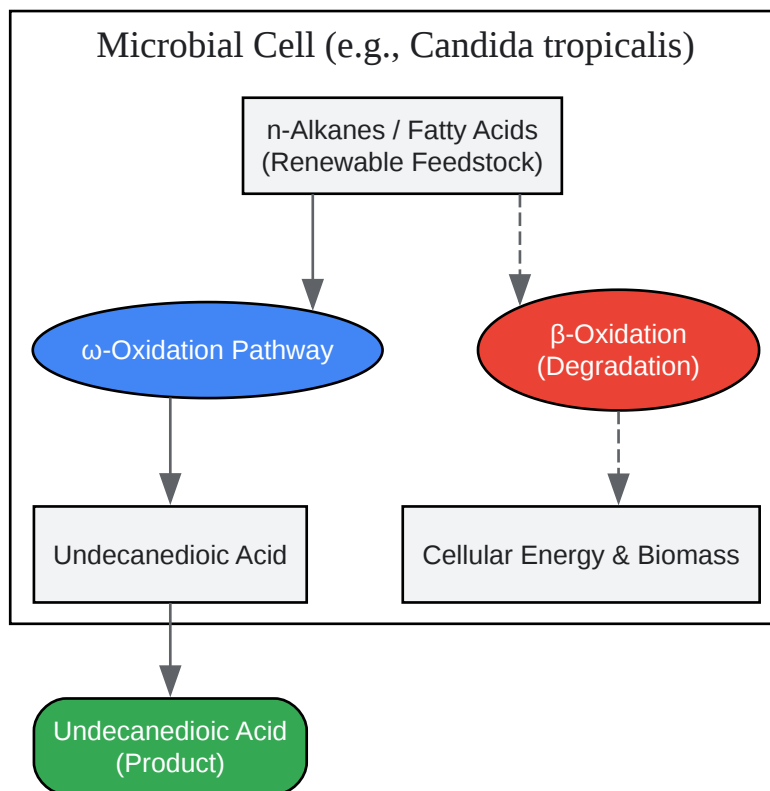 Microbial Cell (e.g., Candida tropicalis)
n-Alkanes / Fatty Acids
(Renewable Feedstock)
ω-Oxidation Pathway
β-Oxidation
(Degradation)
Undecanedioic Acid
Cellular Energy & Biomass
Undecanedioic Acid
(Product)